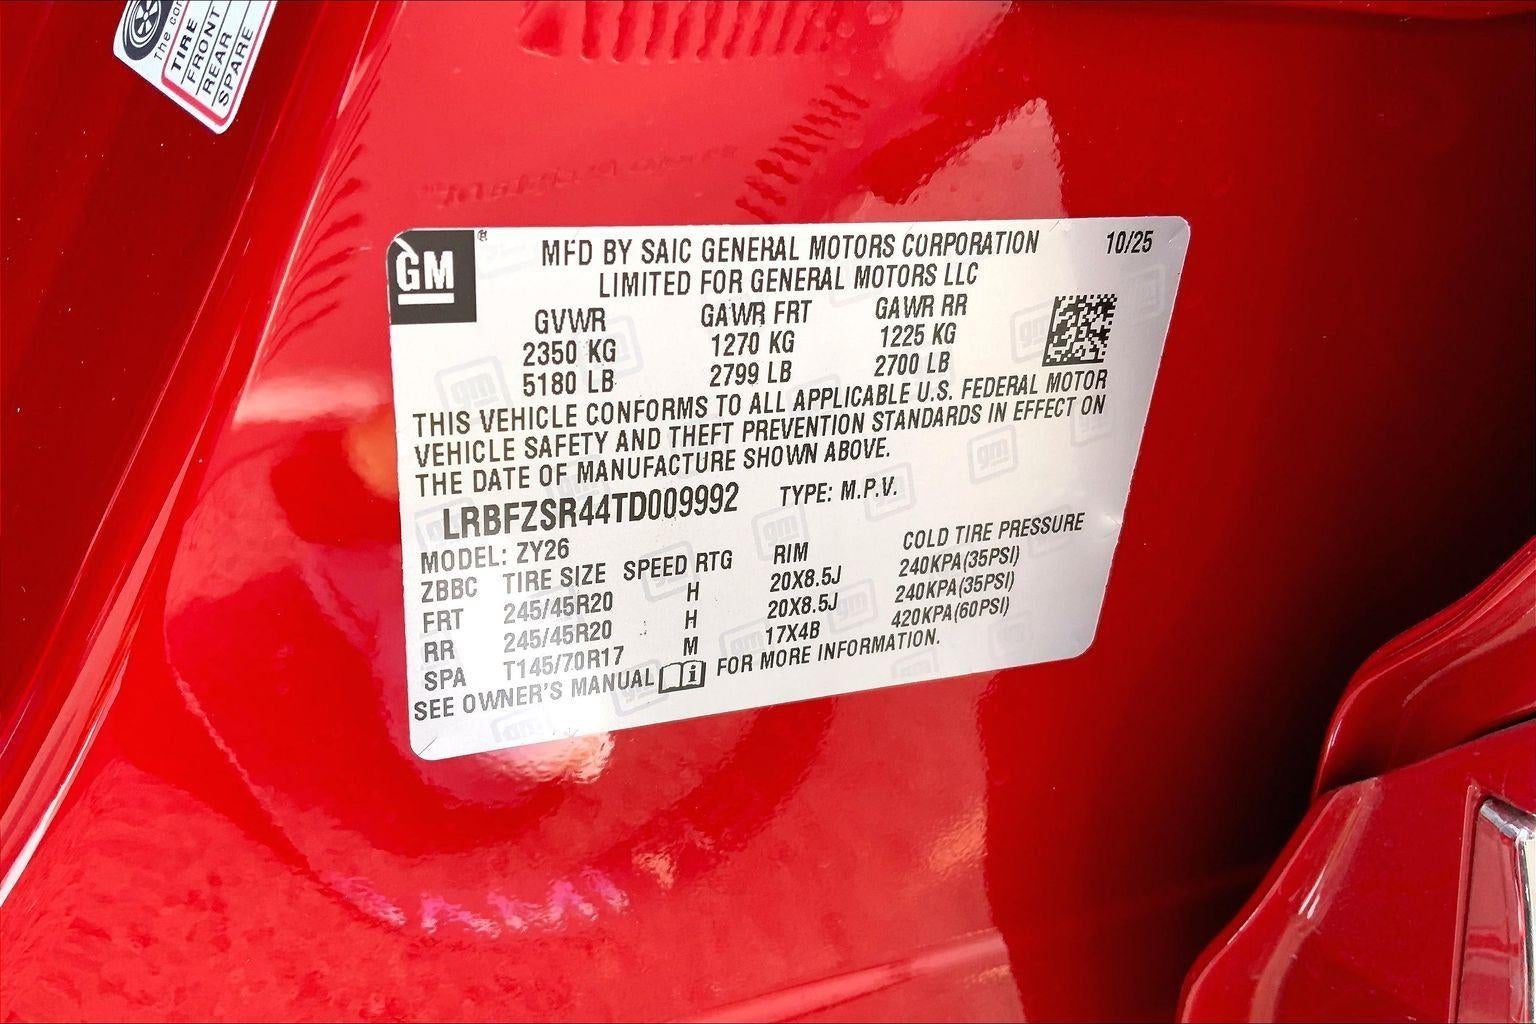 The cor
TIRE
FRONT
REAR
SPARE
GM ®
MFD BY SAIC GENERAL MOTORS CORPORATION 10/25
LIMITED FOR GENERAL MOTORS LLC
GVWR GAWR FRT GAWR RR
2350 KG 1270 KG 1225 KG
5180 LB 2799 LB 2700 LB
THIS VEHICLE CONFORMS TO ALL APPLICABLE U.S. FEDERAL MOTOR
VEHICLE SAFETY AND THEFT PREVENTION STANDARDS IN EFFECT ON
THE DATE OF MANUFACTURE SHOWN ABOVE.
LRBFZSR44TD009992 TYPE: M.P.V.
MODEL: ZY26
ZBBC TIRE SIZE SPEED RTG RIM COLD TIRE PRESSURE
FRT 245/45R20 H 20X8.5J 240KPA(35PSI)
RR 245/45R20 H 20X8.5J 240KPA(35PSI)
SPA T145/70R17 M 17X4B 420KPA(60PSI)
SEE OWNER'S MANUAL i FOR MORE INFORMATION.